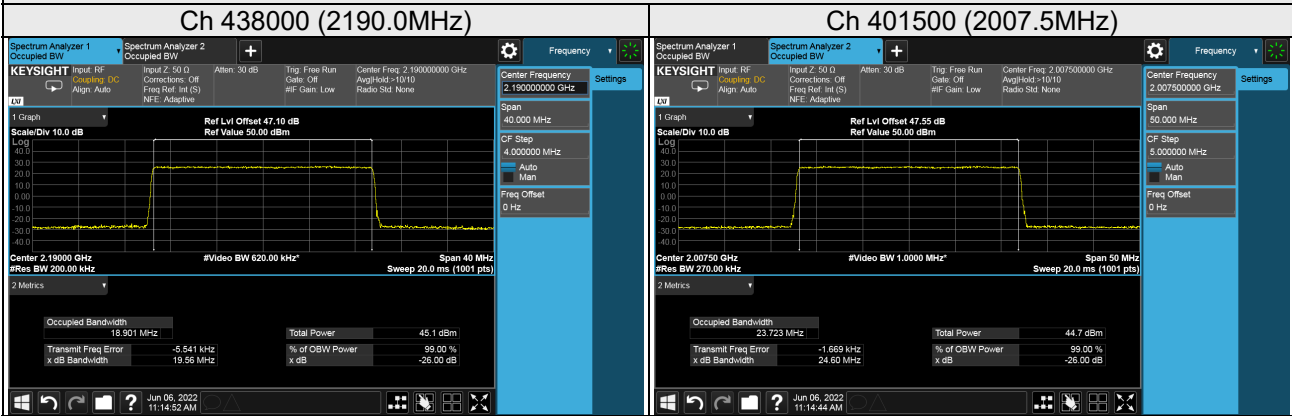 Ch 438000 (2190.0MHz)
Spectrum Analyzer 1
Occupied BW
Spectrum Analyzer 2
Occupied BW
+
Frequency
KEYSIGHT
LXI
Input: RF
Coupling: DC
Align: Auto
Input Z: 50 Ω
Corrections: Off
Freq Ref: Int (S)
NFE: Adaptive
Atten: 30 dB
Trig: Free Run
Gate: Off
#IF Gain: Low
Center Freq: 2.190000000 GHz
Avg|Hold:>10/10
Radio Std: None
Center Frequency
2.190000000 GHz
Settings
Span
40.000 MHz
CF Step
4.000000 MHz
Auto
Man
Freq Offset
0 Hz
1 Graph
Scale/Div 10.0 dB
Ref Lvl Offset 47.10 dB
Ref Value 50.00 dBm
Log
40.0
30.0
20.0
10.0
0.00
-10.0
-20.0
-30.0
-40.0
Center 2.19000 GHz
#Video BW 620.00 kHz*
Span 40 MHz
#Res BW 200.00 kHz
Sweep 20.0 ms (1001 pts)
2 Metrics
Occupied Bandwidth
18.901 MHz
Total Power 45.1 dBm
Transmit Freq Error -5.541 kHz
% of OBW Power 99.00 %
x dB Bandwidth 19.56 MHz
x dB -26.00 dB
?
Jun 06, 2022
11:14:52 AM
Ch 401500 (2007.5MHz)
Spectrum Analyzer 1
Occupied BW
Spectrum Analyzer 2
Occupied BW
+
Frequency
KEYSIGHT
LXI
Input: RF
Coupling: DC
Align: Auto
Input Z: 50 Ω
Corrections: Off
Freq Ref: Int (S)
NFE: Adaptive
Atten: 30 dB
Trig: Free Run
Gate: Off
#IF Gain: Low
Center Freq: 2.007500000 GHz
Avg|Hold:>10/10
Radio Std: None
Center Frequency
2.007500000 GHz
Settings
Span
50.000 MHz
CF Step
5.000000 MHz
Auto
Man
Freq Offset
0 Hz
1 Graph
Scale/Div 10.0 dB
Ref Lvl Offset 47.55 dB
Ref Value 50.00 dBm
Log
40.0
30.0
20.0
10.0
0.00
-10.0
-20.0
-30.0
-40.0
Center 2.00750 GHz
#Video BW 1.0000 MHz*
Span 50 MHz
#Res BW 270.00 kHz
Sweep 20.0 ms (1001 pts)
2 Metrics
Occupied Bandwidth
23.723 MHz
Total Power 44.7 dBm
Transmit Freq Error -1.669 kHz
% of OBW Power 99.00 %
x dB Bandwidth 24.60 MHz
x dB -26.00 dB
?
Jun 06, 2022
11:14:44 AM